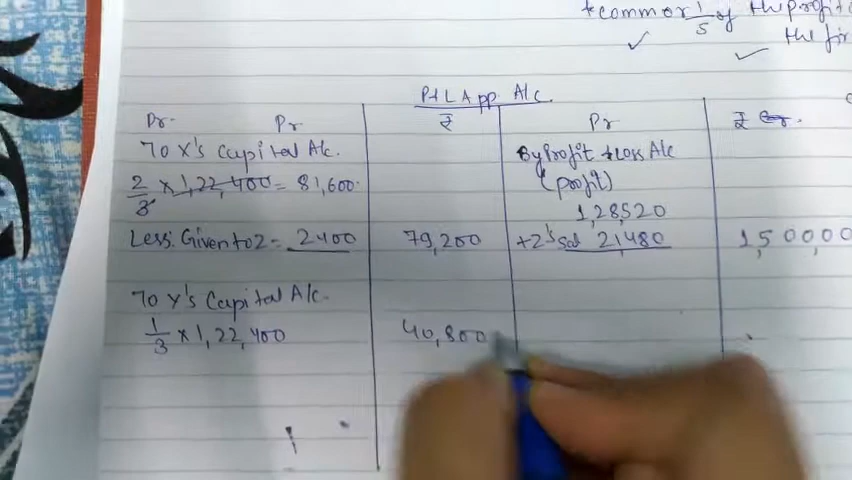 *commor 1/5 of the profit
the fir
P&L App A/c.
Dr. Pr ₹ Pr ₹ Cr.
To X's Capital A/c. By Profit & Loss A/c
2/3 × 1,22,400 = 81,600. (profit)
1,28,520
Less: Given to Z = 2400 79,200 + Z's Sal 21,480 1,50,000
To Y's Capital A/c.
1/3 × 1,22,400 40,800